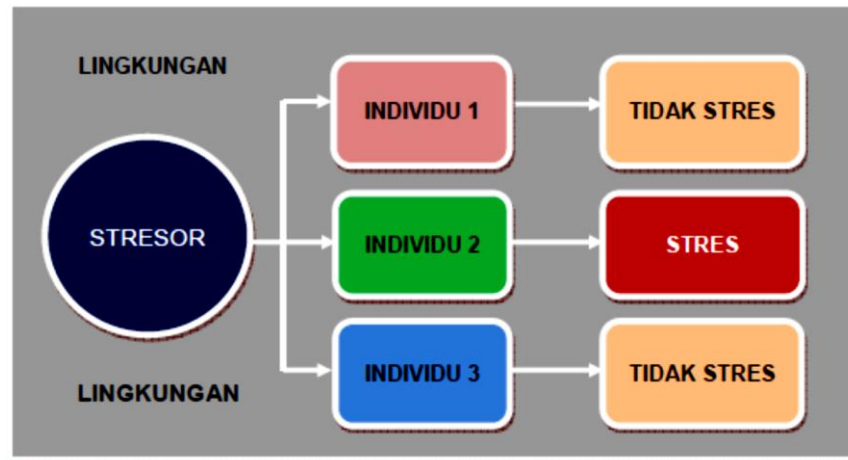 LINGKUNGAN
INDIVIDU 1
TIDAK STRES
STRESOR
INDIVIDU 2
STRES
INDIVIDU 3
TIDAK STRES
LINGKUNGAN